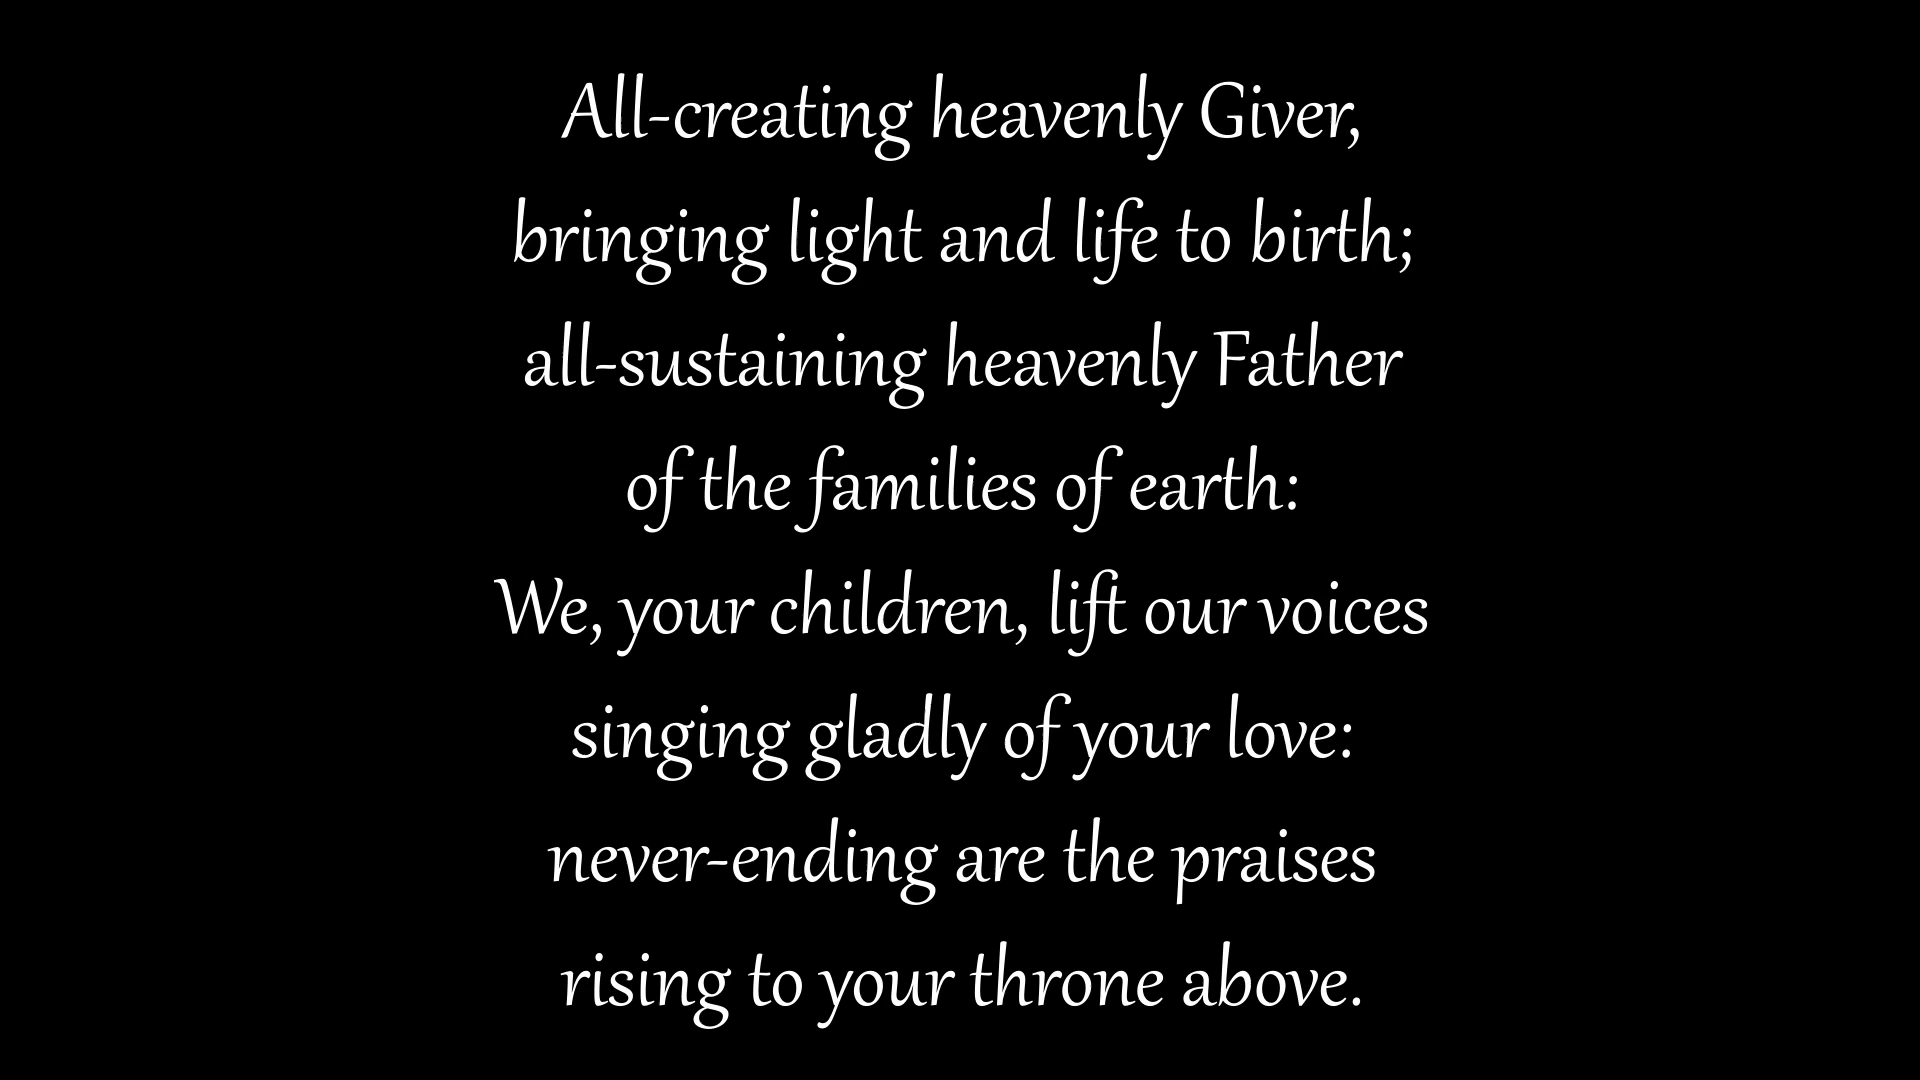 All-creating heavenly Giver,
bringing light and life to birth;
all-sustaining heavenly Father
of the families of earth:
We, your children, lift our voices
singing gladly of your love:
never-ending are the praises
rising to your throne above.